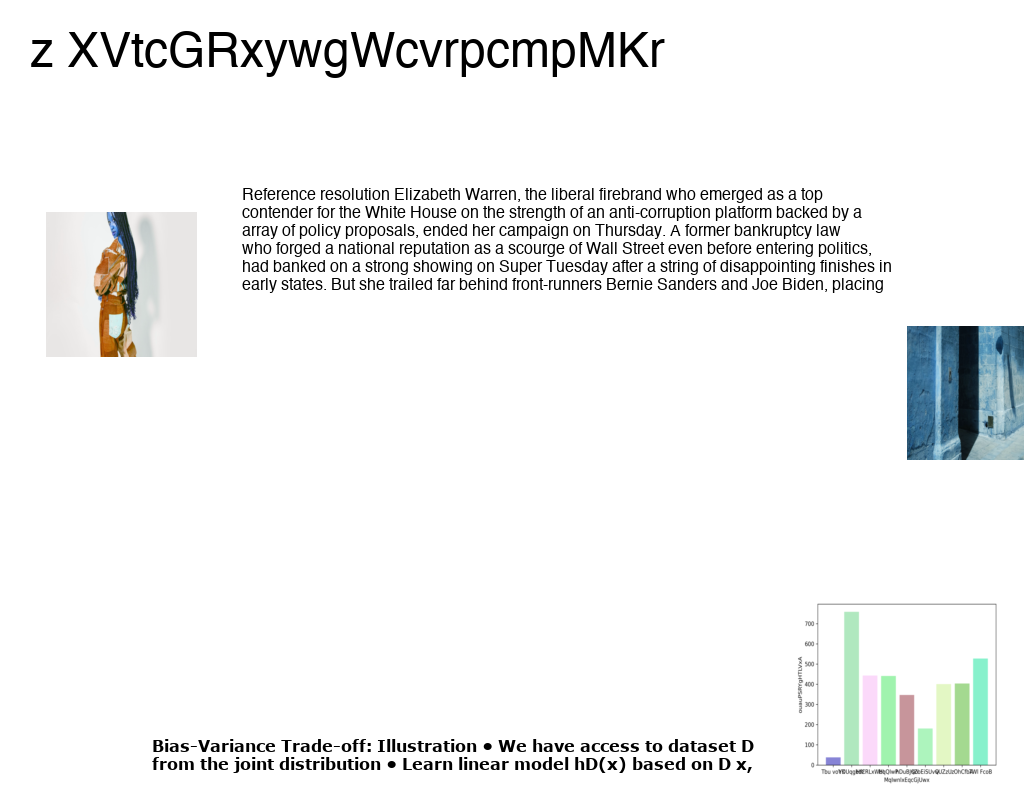 z XVtcGRxywgWcvrpcmpMKr
Reference resolution Elizabeth Warren, the liberal firebrand who emerged as a top
contender for the White House on the strength of an anti-corruption platform backed by a
array of policy proposals, ended her campaign on Thursday. A former bankruptcy law
who forged a national reputation as a scourge of Wall Street even before entering politics,
had banked on a strong showing on Super Tuesday after a string of disappointing finishes in
early states. But she trailed far behind front-runners Bernie Sanders and Joe Biden, placing
700
600
500
400
300
200
100
0
Bias-Variance Trade-off: Illustration • We have access to dataset D
from the joint distribution • Learn linear model hD(x) based on D x,